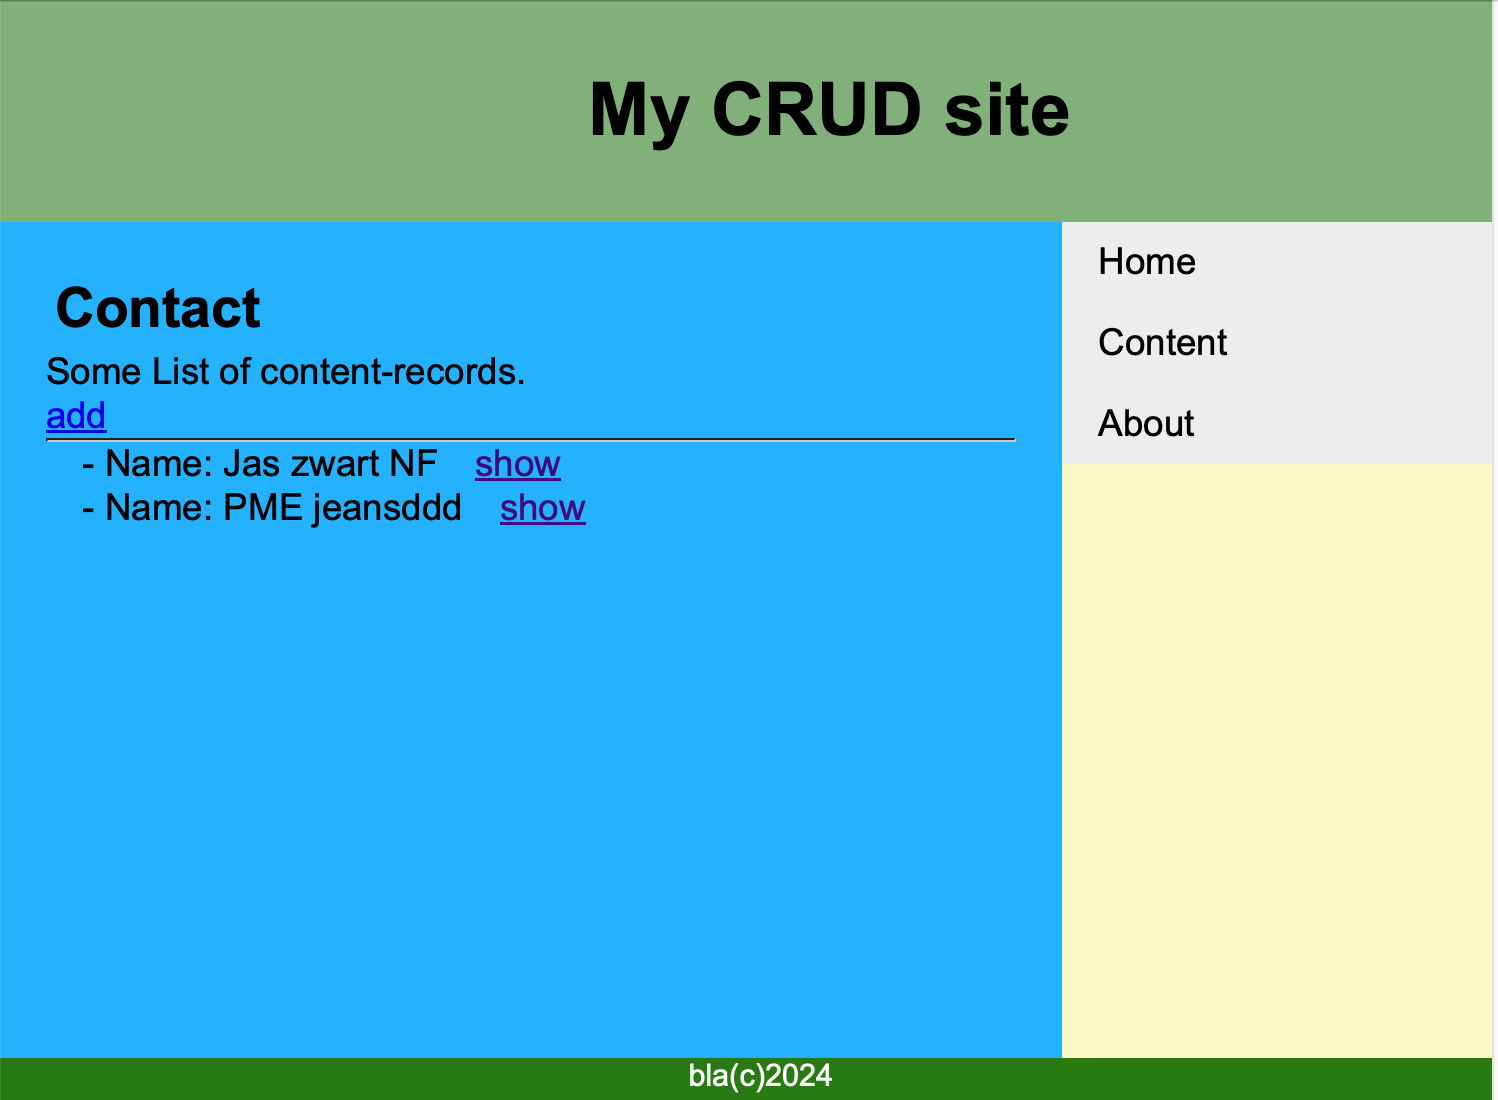 My CRUD site
Contact
Some List of content-records.
add
- Name: Jas zwart NF show
- Name: PME jeansddd show
Home
Content
About
bla(c)2024